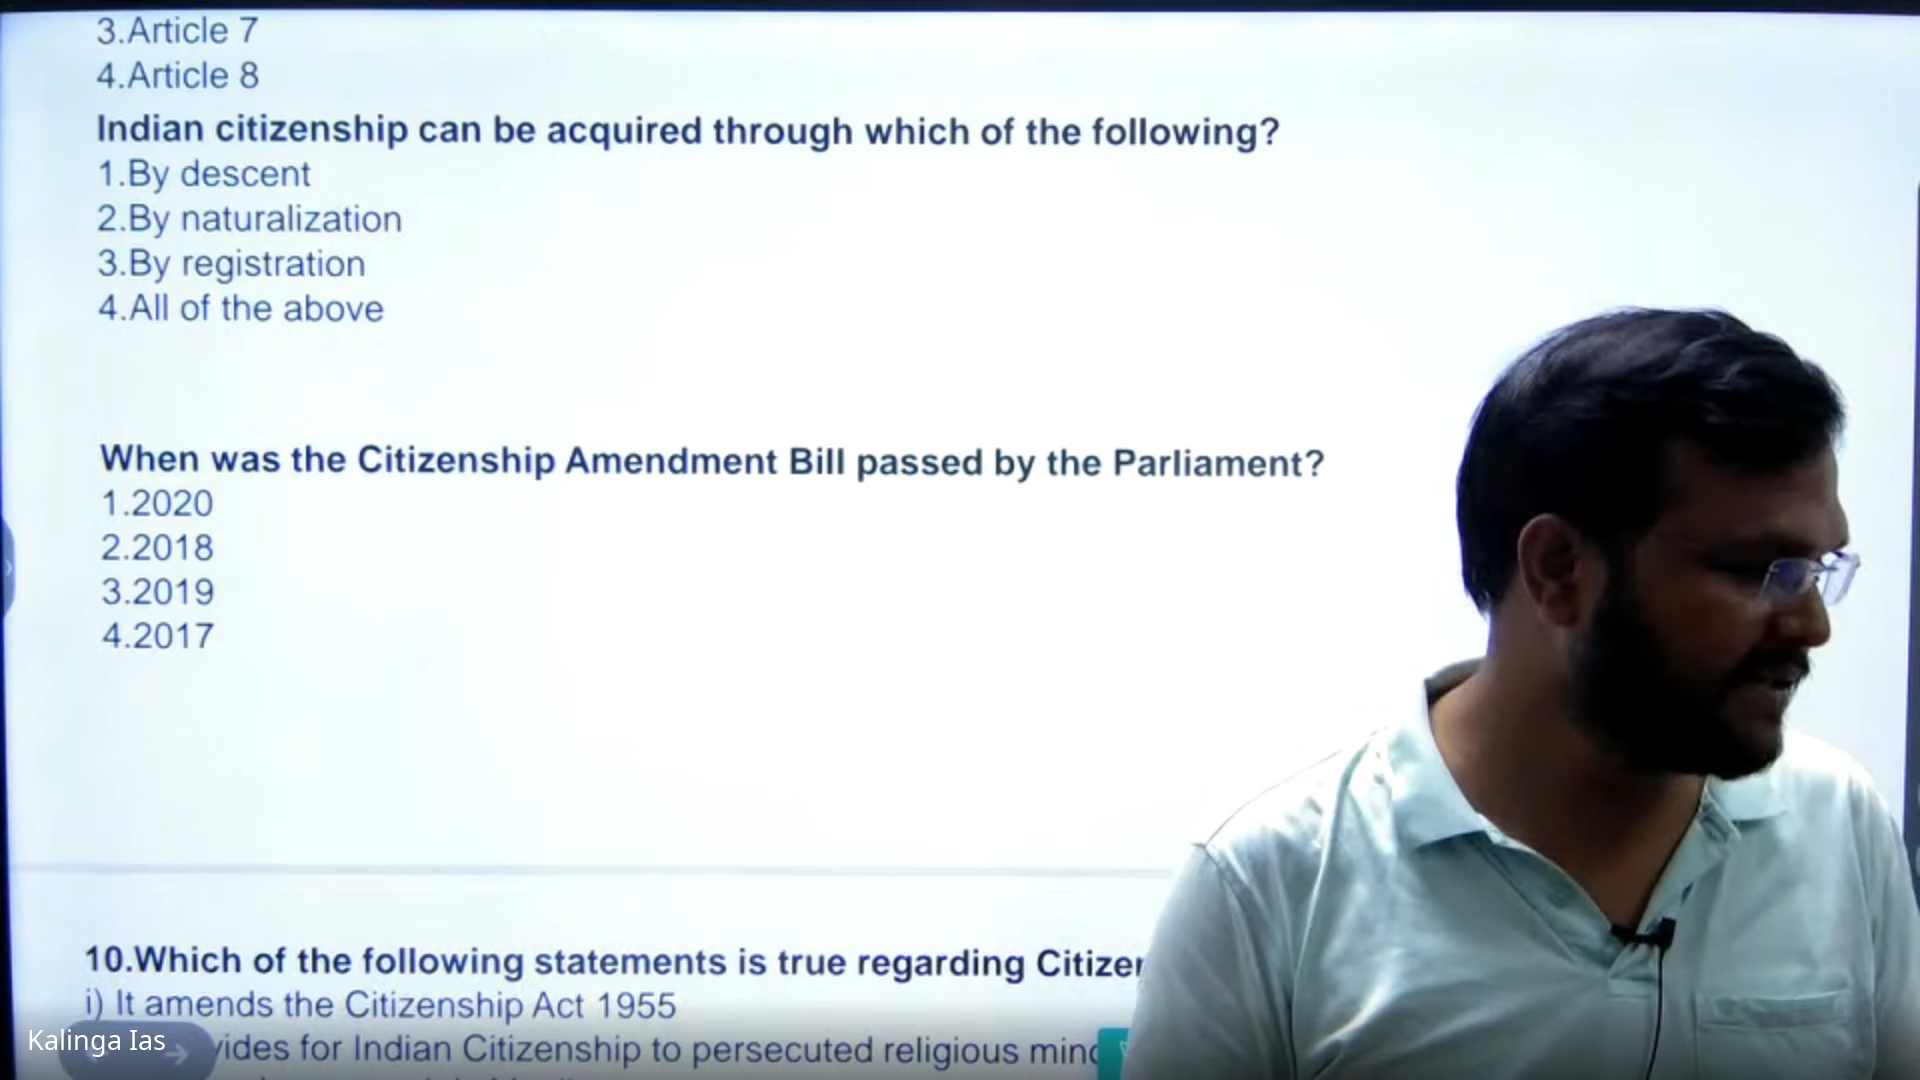 3.Article 7
4.Article 8
Indian citizenship can be acquired through which of the following?
1.By descent
2.By naturalization
3.By registration
4.All of the above
When was the Citizenship Amendment Bill passed by the Parliament?
1.2020
2.2018
3.2019
4.2017
10.Which of the following statements is true regarding
i) It amends the Citizenship Act 1955
for Indian Citizenship to persecuted religious
Kalinga Ias